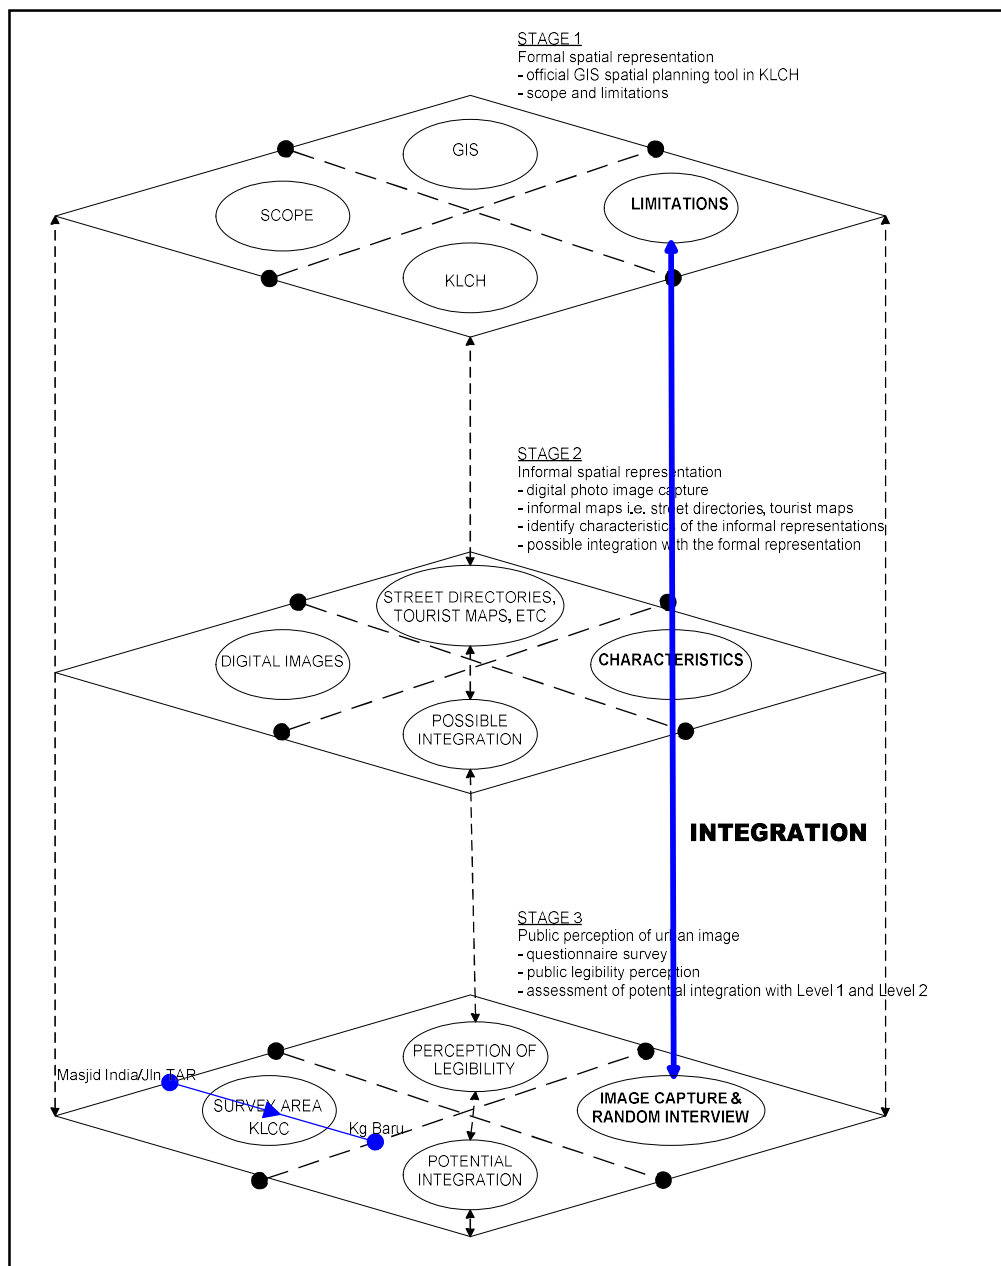 STAGE 1
Formal spatial representation
- official GIS spatial planning tool in KLCH
- scope and limitations
GIS
SCOPE
LIMITATIONS
KLCH
STAGE 2
Informal spatial representation
- digital photo image capture
- informal maps i.e. street directories, tourist maps
- identify characteristics of the informal representations
- possible integration with the formal representation
STREET DIRECTORIES,
TOURIST MAPS, ETC
DIGITAL IMAGES
CHARACTERISTICS
POSSIBLE
INTEGRATION
INTEGRATION
STAGE 3
Public perception of urban image
- questionnaire survey
- public legibility perception
- assessment of potential integration with Level 1 and Level 2
PERCEPTION OF
LEGIBILITY
Masjid India/Jln TAR
SURVEY AREA
KLCC
Kg Baru
IMAGE CAPTURE &
RANDOM INTERVIEW
POTENTIAL
INTEGRATION